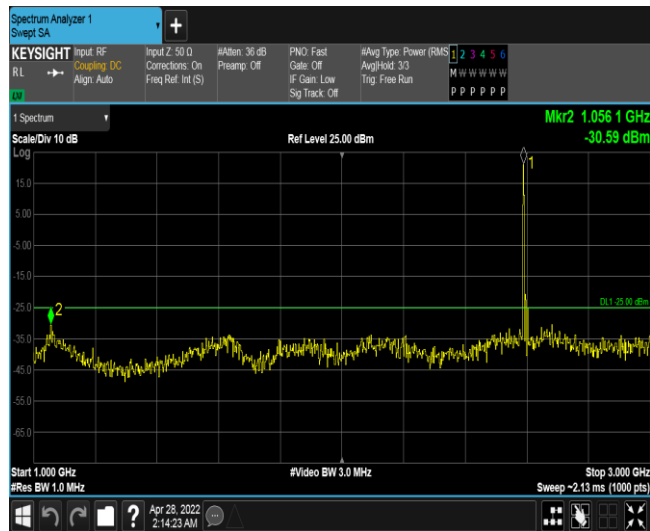 Spectrum Analyzer 1
Swept SA
+
KEYSIGHT
RL
LXI
Input: RF
Coupling: DC
Align: Auto
Input Z: 50 Ω
Corrections: On
Freq Ref: Int (S)
#Atten: 36 dB
Preamp: Off
PNO: Fast
Gate: Off
IF Gain: Low
Sig Track: Off
#Avg Type: Power (RMS
Avg|Hold: 3/3
Trig: Free Run
1 2 3 4 5 6
M W W W W W
P P P P P P
1 Spectrum
Scale/Div 10 dB
Ref Level 25.00 dBm
Mkr2 1.056 1 GHz
-30.59 dBm
Log
15.0
5.00
-5.00
-15.0
-25.0
-35.0
-45.0
-55.0
-65.0
1
2
DL1 -25.00 dBm
Start 1.000 GHz
#Res BW 1.0 MHz
#Video BW 3.0 MHz
Stop 3.000 GHz
Sweep ~2.13 ms (1000 pts)
?
Apr 28, 2022
2:14:23 AM